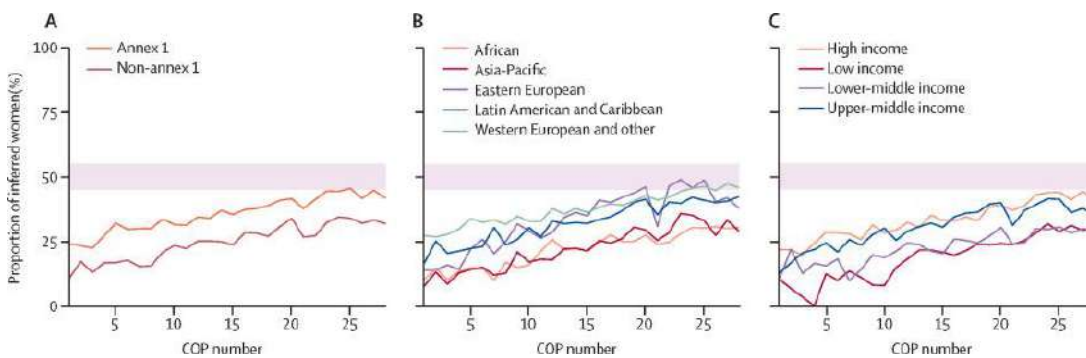 A
B
C
Annex 1
Non-annex 1
African
Asia-Pacific
Eastern European
Latin American and Caribbean
Western European and other
High income
Low income
Lower-middle income
Upper-middle income
Proportion of inferred women(%)
100
75
50
25
0
5 10 15 20 25
5 10 15 20 25
5 10 15 20 25
COP number
COP number
COP number